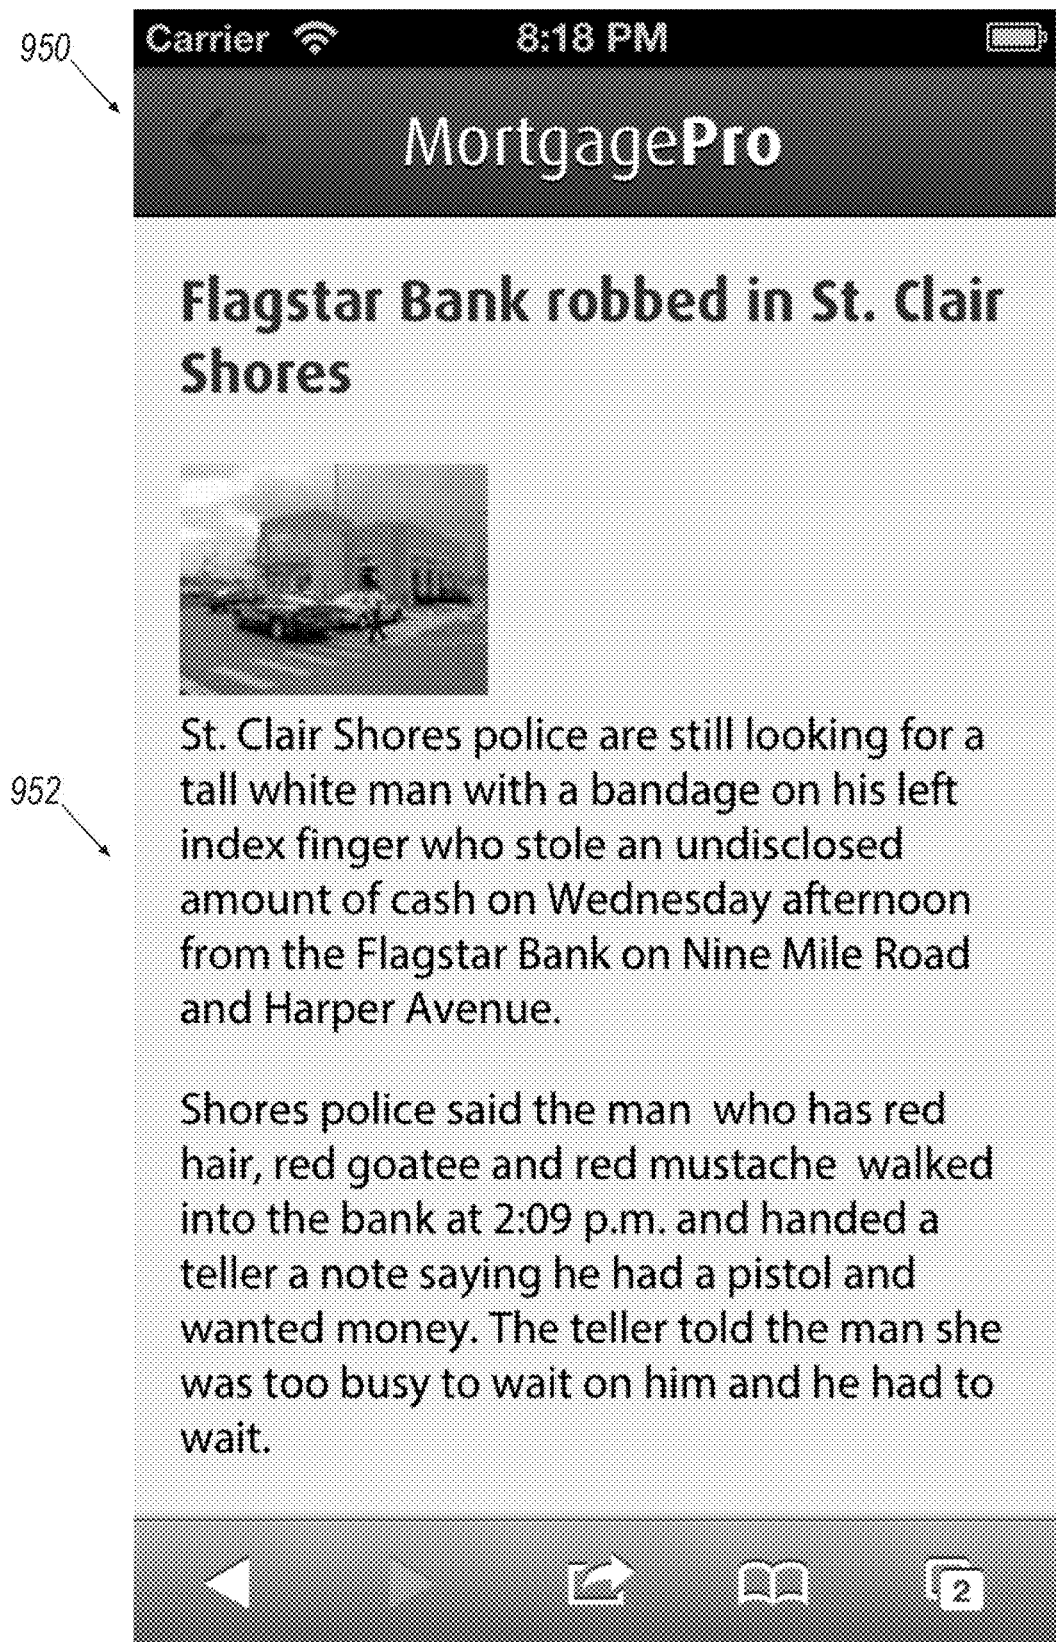 950
Carrier 8:18 PM
MortgagePro
Flagstar Bank robbed in St. Clair
Shores
St. Clair Shores police are still looking for a
tall white man with a bandage on his left
952
index finger who stole an undisclosed
amount of cash on Wednesday afternoon
from the Flagstar Bank on Nine Mile Road
and Harper Avenue.
Shores police said the man  who has red
hair, red goatee and red mustache  walked
into the bank at 2:09 p.m. and handed a
teller a note saying he had a pistol and
wanted money. The teller told the man she
was too busy to wait on him and he had to
wait.
2